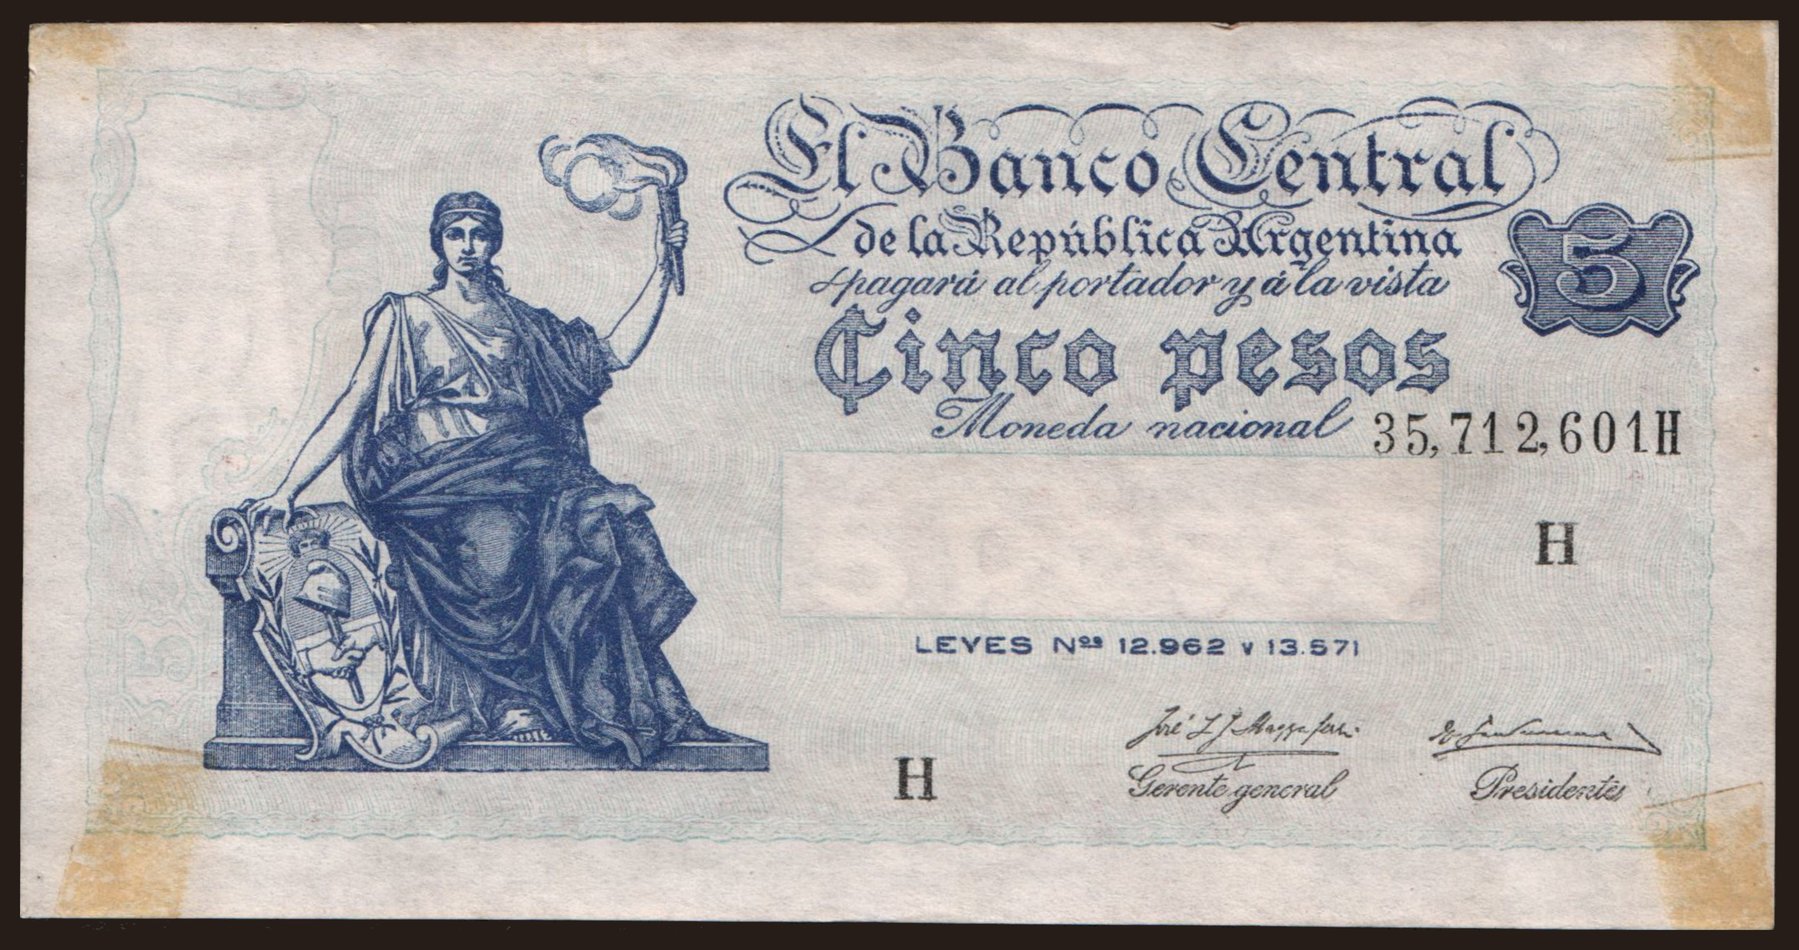 El Banco Central
de la República Argentina
pagará al portador y á la vista
5
Cinco pesos
Moneda nacional
35,712,601H
H
LEYES Nos 12.962 y 13.571
H
Gerente general
Presidente